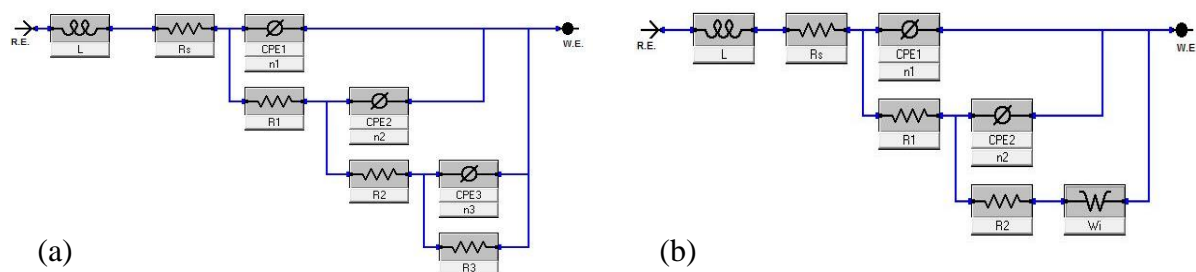 R.E.
L
Rs
CPE1
n1
W.E.
R1
CPE2
n2
R2
CPE3
n3
R3
(a)
R.E.
L
Rs
CPE1
n1
W.E
R1
CPE2
n2
R2
Wi
(b)